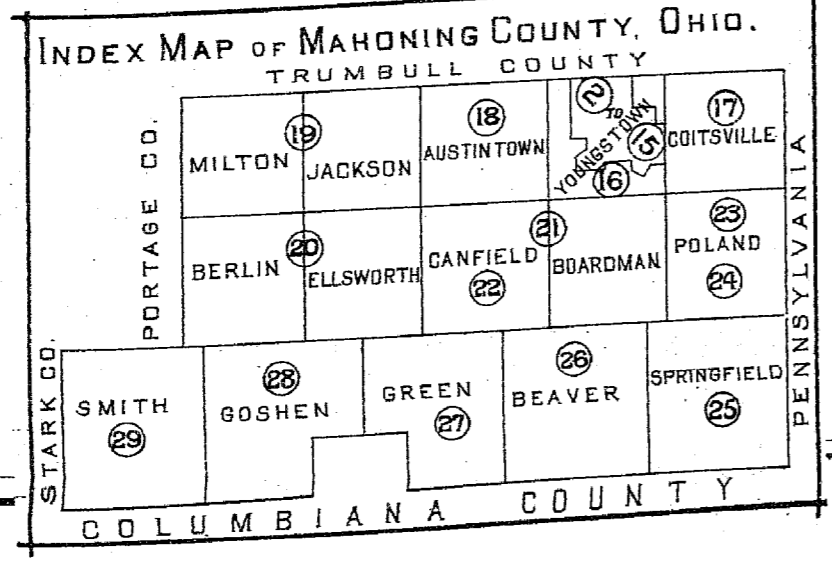 INDEX MAP OF MAHONING COUNTY, OHIO.
TRUMBULL COUNTY
PORTAGE CO.
STARK CO.
PENNSYLVANIA
19
MILTON
JACKSON
18
AUSTINTOWN
2
TO
15
YOUNGSTOWN
16
17
COITSVILLE
20
BERLIN
ELLSWORTH
21
CANFIELD
22
BOARDMAN
23
POLAND
24
SMITH
29
28
GOSHEN
GREEN
27
26
BEAVER
SPRINGFIELD
25
COLUMBIANA COUNTY